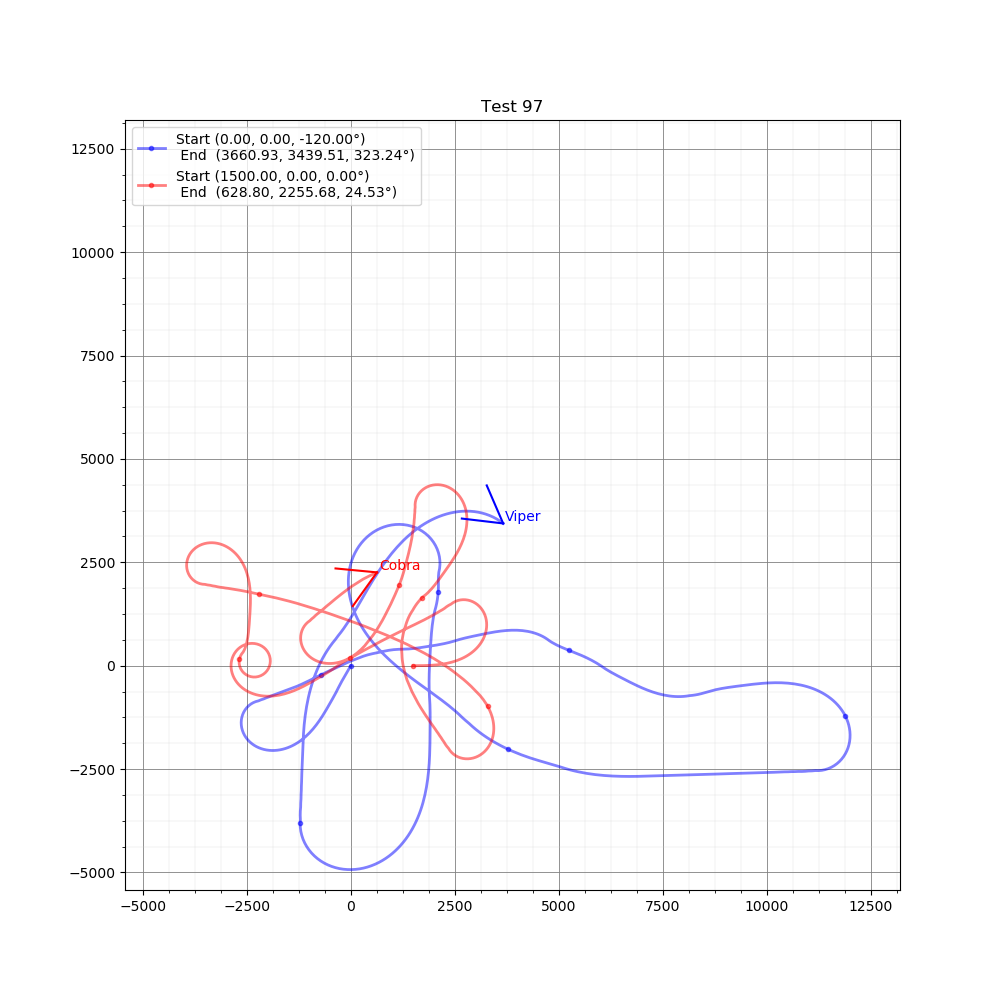 Test 97
Start (0.00, 0.00, -120.00°)
End (3660.93, 3439.51, 323.24°)
Start (1500.00, 0.00, 0.00°)
End (628.80, 2255.68, 24.53°)
12500
10000
7500
5000
2500
0
−2500
−5000
Viper
Cobra
−5000 −2500 0 2500 5000 7500 10000 12500